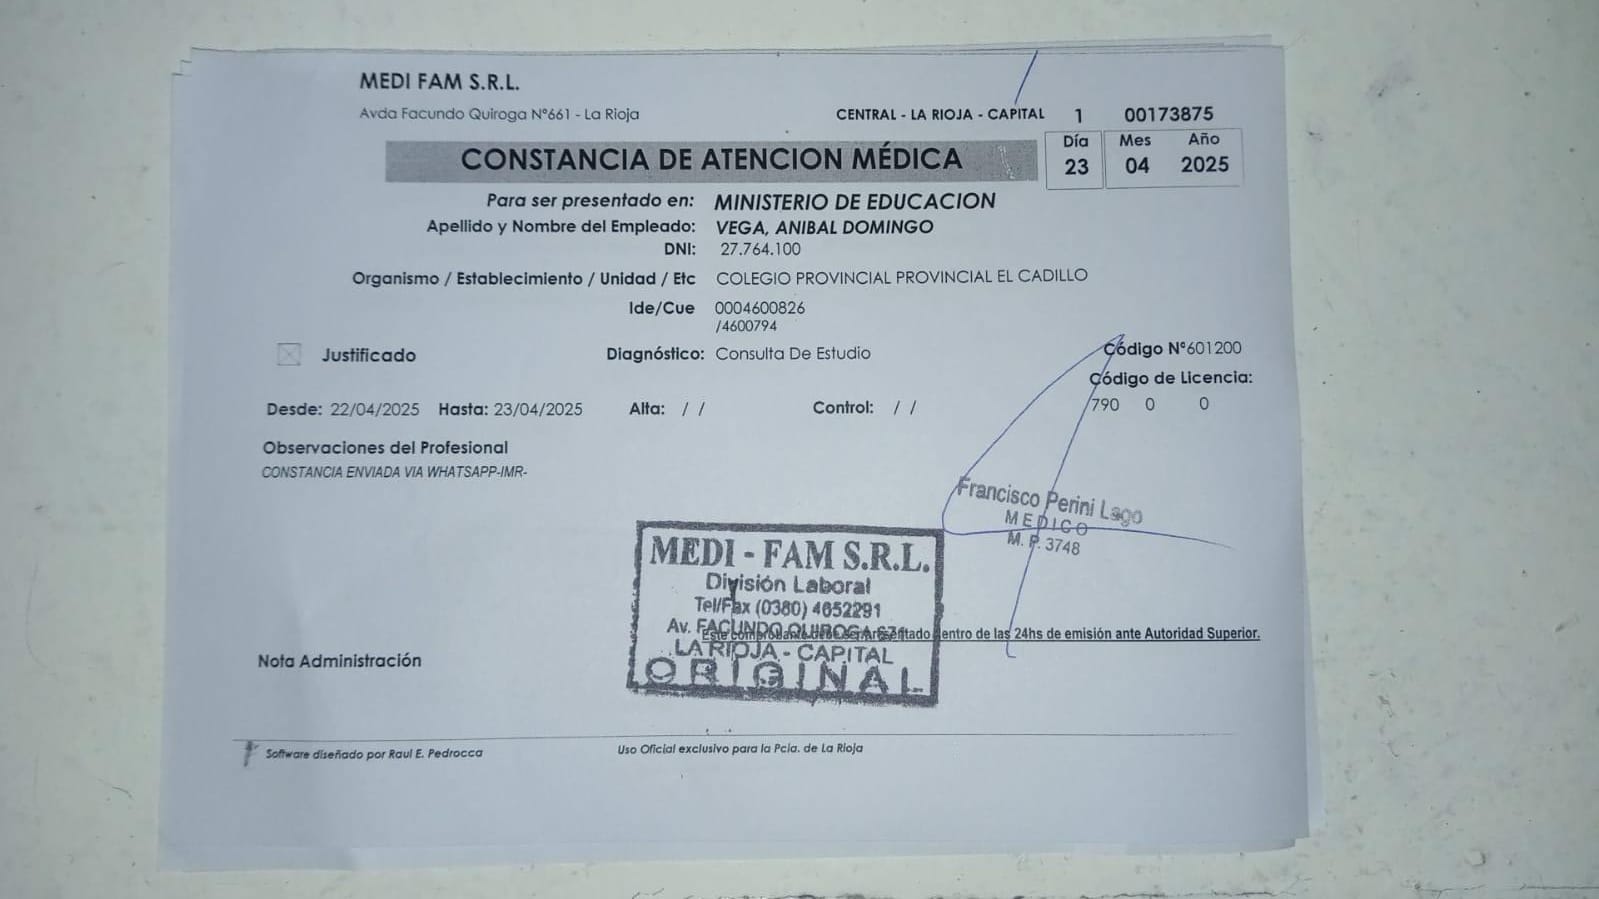 MEDI FAM S.R.L.
Avda Facundo Quiroga N°661 - La Rioja
CENTRAL - LA RIOJA - CAPITAL 1 00173875
CONSTANCIA DE ATENCION MÉDICA
Día Mes Año
23 04 2025
Para ser presentado en: MINISTERIO DE EDUCACION
Apellido y Nombre del Empleado: VEGA, ANIBAL DOMINGO
DNI: 27.764.100
Organismo / Establecimiento / Unidad / Etc COLEGIO PROVINCIAL PROVINCIAL EL CADILLO
Ide/Cue 0004600826
/4600794
Justificado Diagnóstico: Consulta De Estudio Código N°601200
Código de Licencia:
790 0 0
Desde: 22/04/2025 Hasta: 23/04/2025 Alta: / / Control: / /
Observaciones del Profesional
CONSTANCIA ENVIADA VIA WHATSAPP-IMR-
Francisco Perini Lago
MEDICO
M. P. 3748
MEDI - FAM S.R.L.
División Laboral
Tel/Fax (0380) 4652291
Av. FACUNDO QUIROGA
LA RIOJA - CAPITAL
ORIGINAL
Este comprobante debe ser presentado dentro de las 24hs de emisión ante Autoridad Superior.
Nota Administración
Software diseñado por Raul E. Pedrocca
Uso Oficial exclusivo para la Pcia. de La Rioja